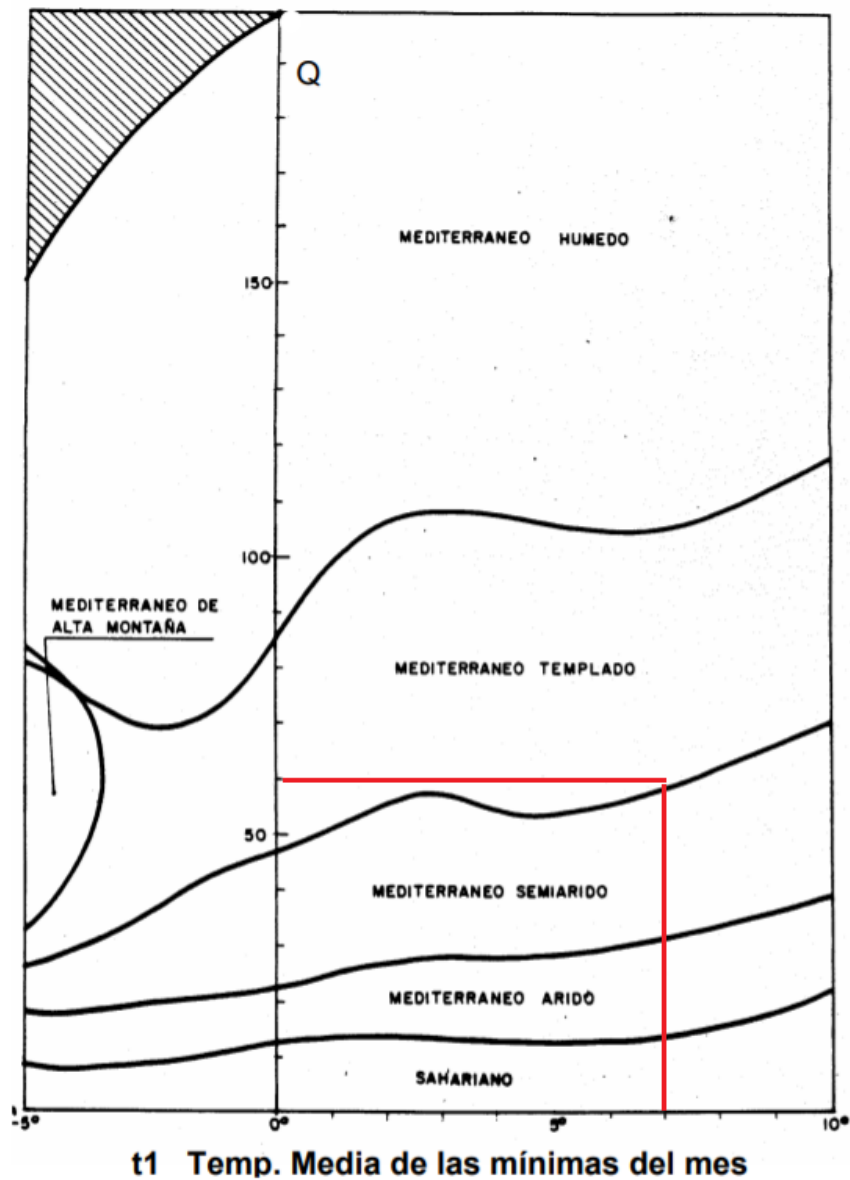 Q
MEDITERRANEO HUMEDO
150
100
MEDITERRANEO DE
ALTA MONTAÑA
MEDITERRANEO TEMPLADO
50
MEDITERRANEO SEMIARIDO
MEDITERRANEO ARIDO
SAHARIANO
-5° 0° 5° 10°
t1 Temp. Media de las mínimas del mes